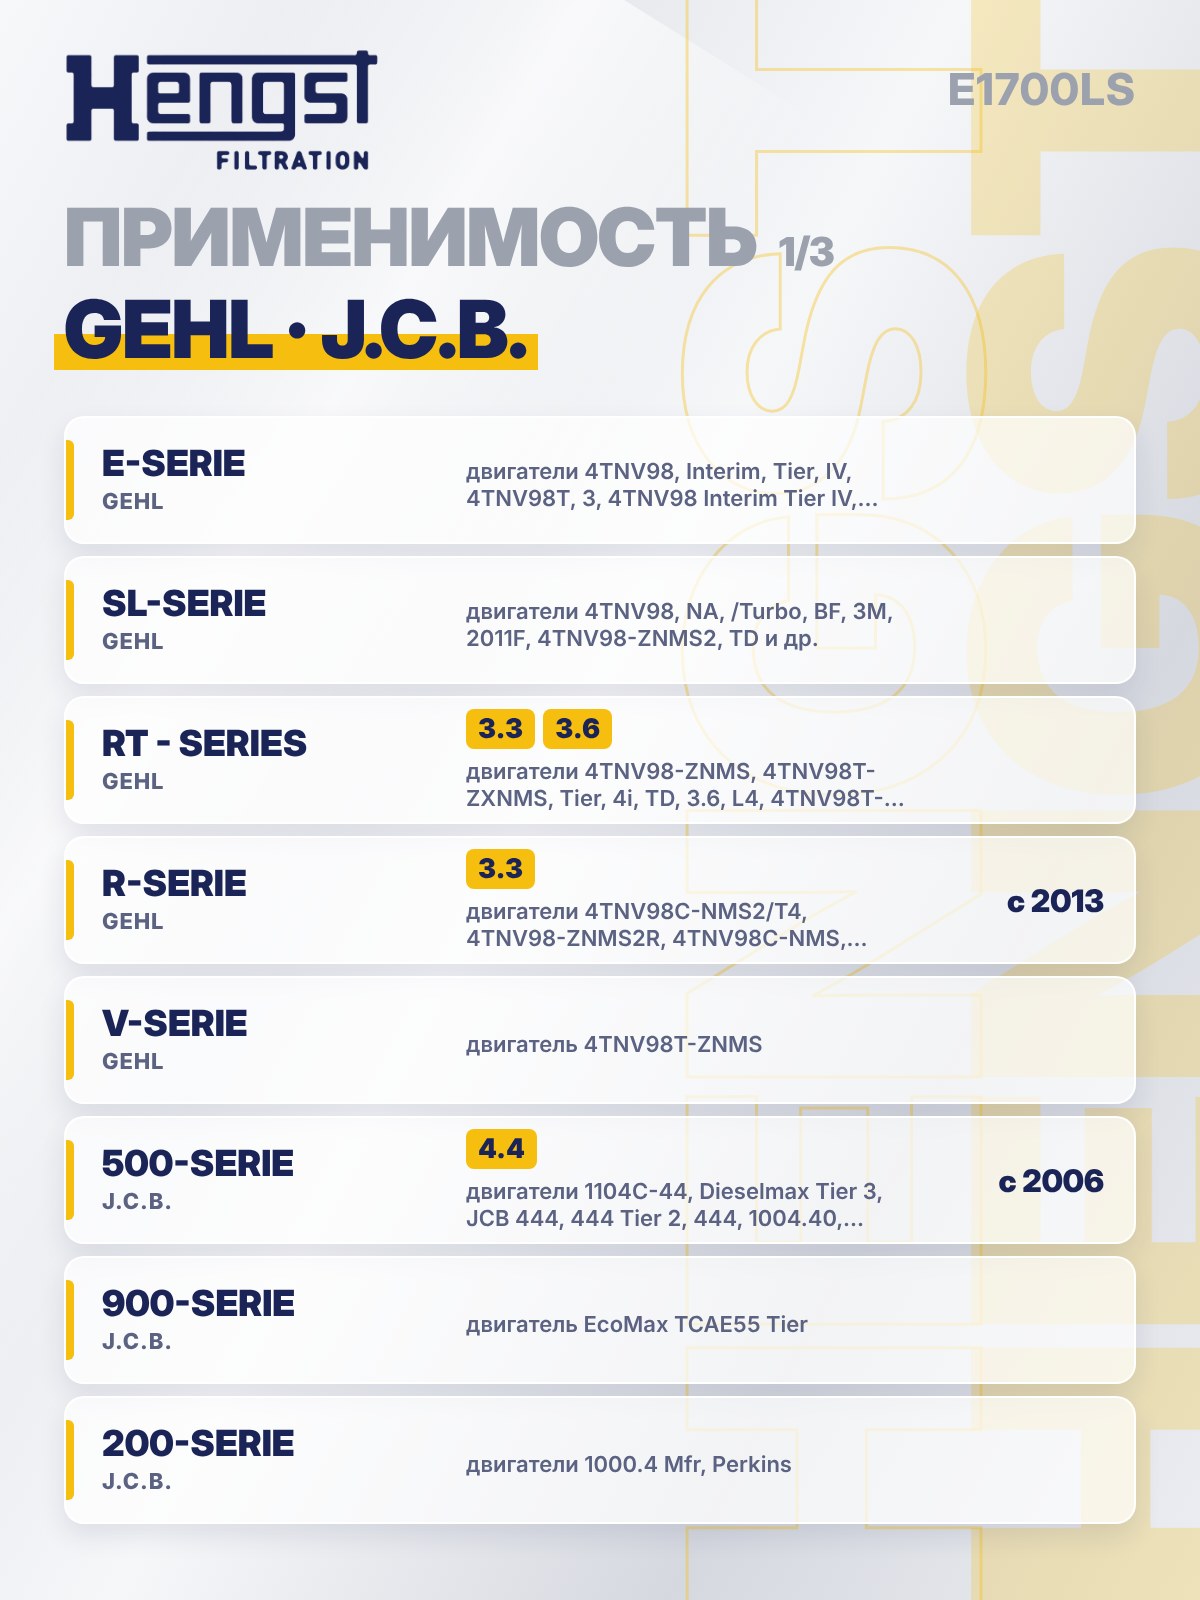 Hengst
FILTRATION
E1700LS
ПРИМЕНИМОСТЬ 1/3
GEHL · J.C.B.
E-SERIE
GEHL
двигатели 4TNV98, Interim, Tier, IV,
4TNV98T, 3, 4TNV98 Interim Tier IV,...
SL-SERIE
GEHL
двигатели 4TNV98, NA, /Turbo, BF, 3M,
2011F, 4TNV98-ZNMS2, TD и др.
RT - SERIES
GEHL
3.3 3.6
двигатели 4TNV98-ZNMS, 4TNV98T-
ZXNMS, Tier, 4i, TD, 3.6, L4, 4TNV98T-...
R-SERIE
GEHL
3.3
двигатели 4TNV98C-NMS2/T4,
4TNV98-ZNMS2R, 4TNV98C-NMS,...
с 2013
V-SERIE
GEHL
двигатель 4TNV98T-ZNMS
500-SERIE
J.C.B.
4.4
двигатели 1104C-44, Dieselmax Tier 3,
JCB 444, 444 Tier 2, 444, 1004.40,...
с 2006
900-SERIE
J.C.B.
двигатель EcoMax TCAE55 Tier
200-SERIE
J.C.B.
двигатели 1000.4 Mfr, Perkins
HENGST
HENGST